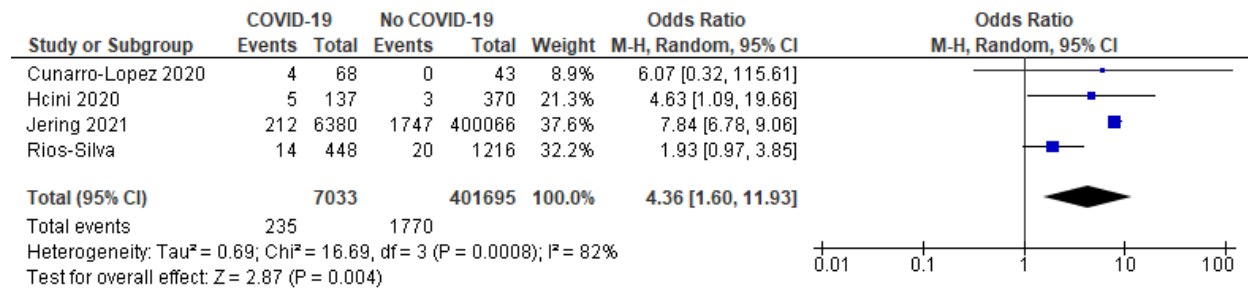 COVID-19 No COVID-19 Odds Ratio Odds Ratio
Study or Subgroup Events Total Events Total Weight M-H, Random, 95% CI M-H, Random, 95% CI
Cunarro-Lopez 2020 4 68 0 43 8.9% 6.07 [0.32, 115.61]
Hcini 2020 5 137 3 370 21.3% 4.63 [1.09, 19.66]
Jering 2021 212 6380 1747 400066 37.6% 7.84 [6.78, 9.06]
Rios-Silva 14 448 20 1216 32.2% 1.93 [0.97, 3.85]
Total (95% CI) 7033 401695 100.0% 4.36 [1.60, 11.93]
Total events 235 1770
Heterogeneity: Tau² = 0.69; Chi² = 16.69, df = 3 (P = 0.0008); I² = 82%
Test for overall effect: Z = 2.87 (P = 0.004)
0.01 0.1 1 10 100